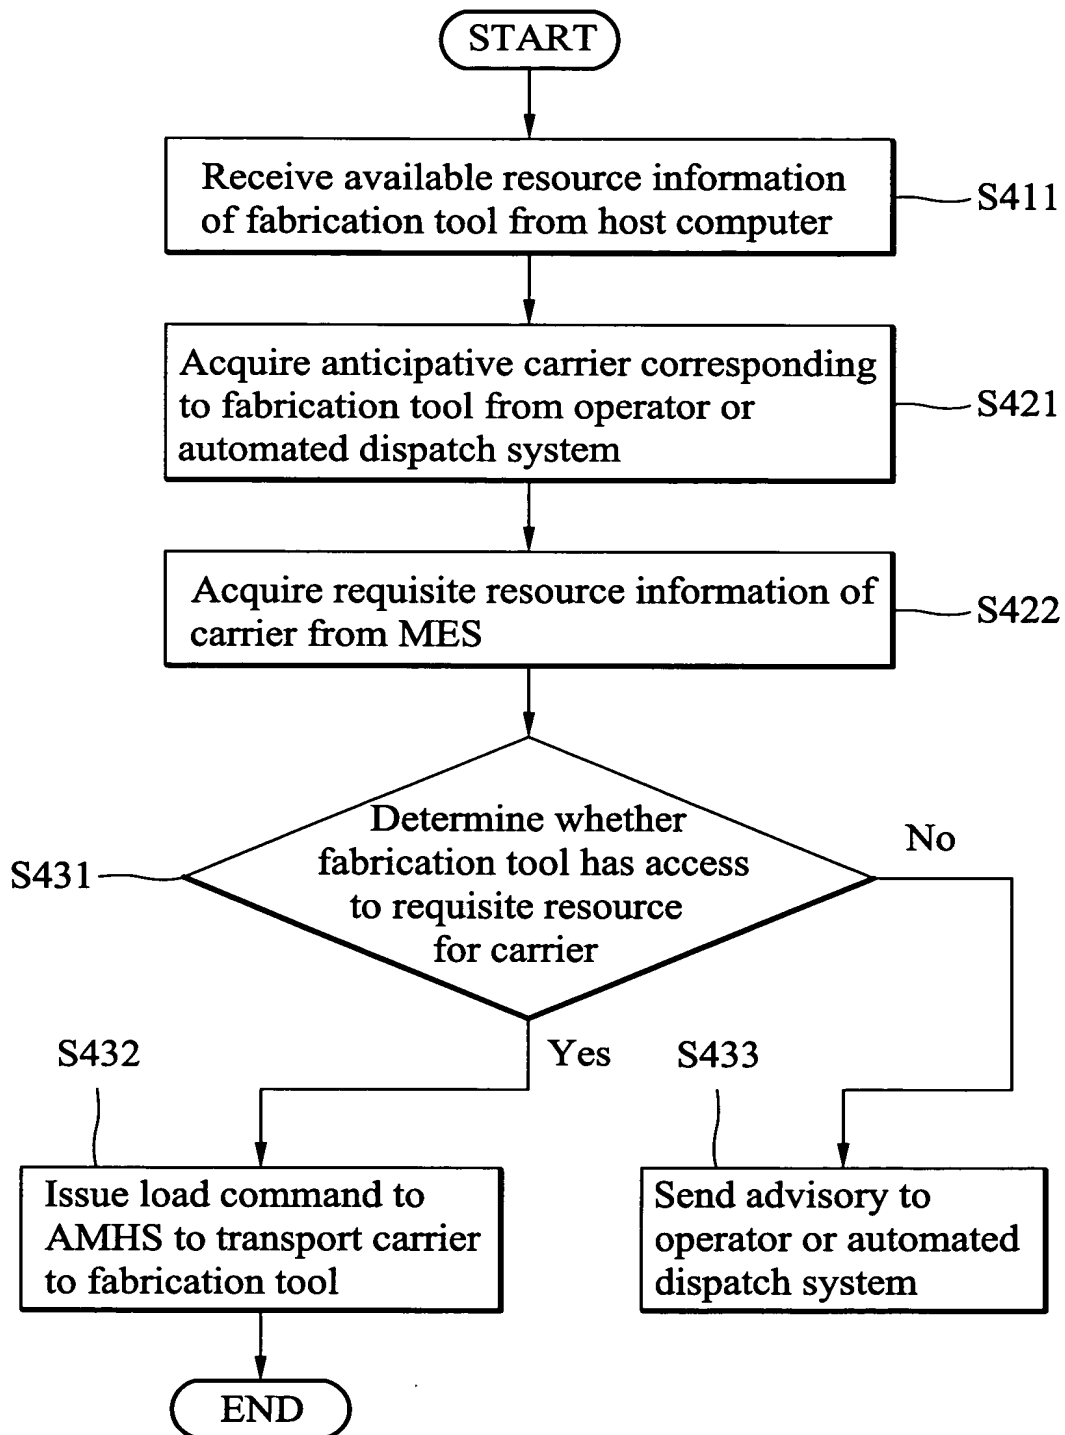 START
Receive available resource information
of fabrication tool from host computer
S411
Acquire anticipative carrier corresponding
to fabrication tool from operator or
automated dispatch system
S421
Acquire requisite resource information of
carrier from MES
S422
Determine whether
fabrication tool has access
to requisite resource
for carrier
S431
No
Yes
S432
S433
Issue load command to
AMHS to transport carrier
to fabrication tool
Send advisory to
operator or automated
dispatch system
END